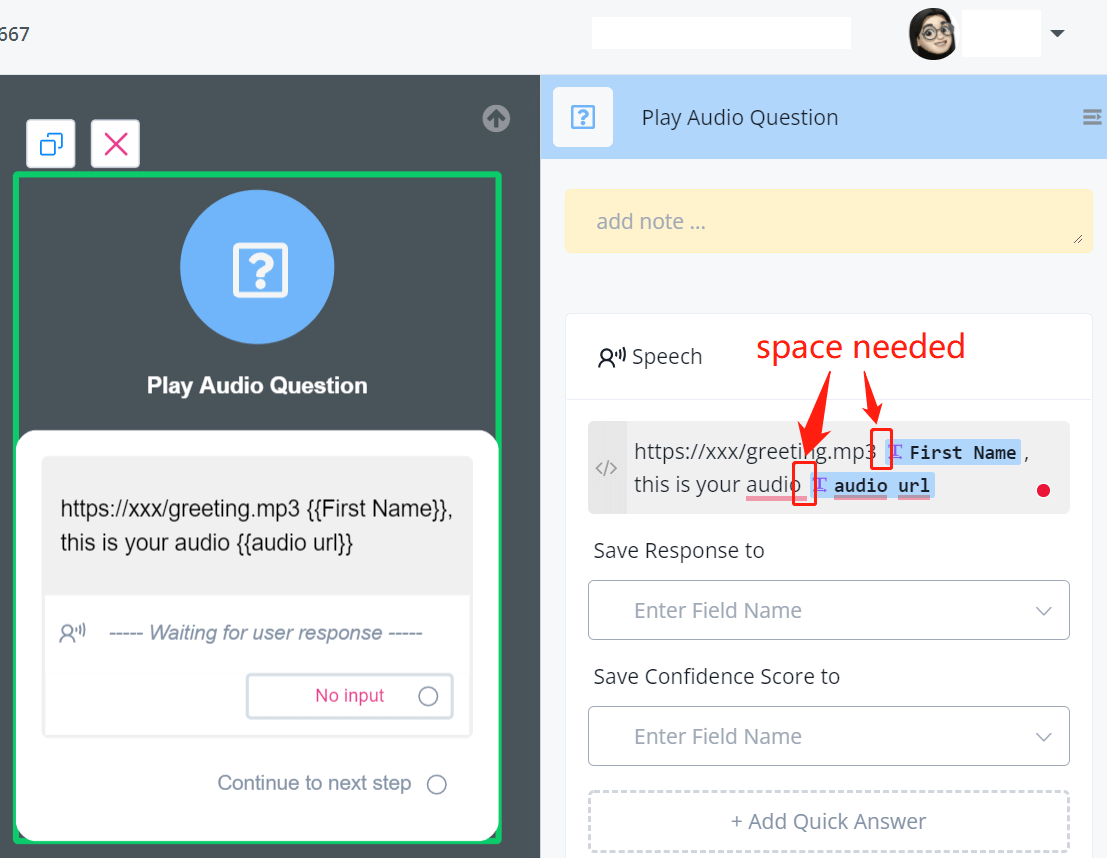 667
Play Audio Question
https://xxx/greeting.mp3 {{First Name}},
this is your audio {{audio url}}
----- Waiting for user response -----
No input
Continue to next step
Play Audio Question
add note ...
Speech
space needed
https://xxx/greeting.mp3 First Name ,
this is your audio audio url
Save Response to
Enter Field Name
Save Confidence Score to
Enter Field Name
+ Add Quick Answer